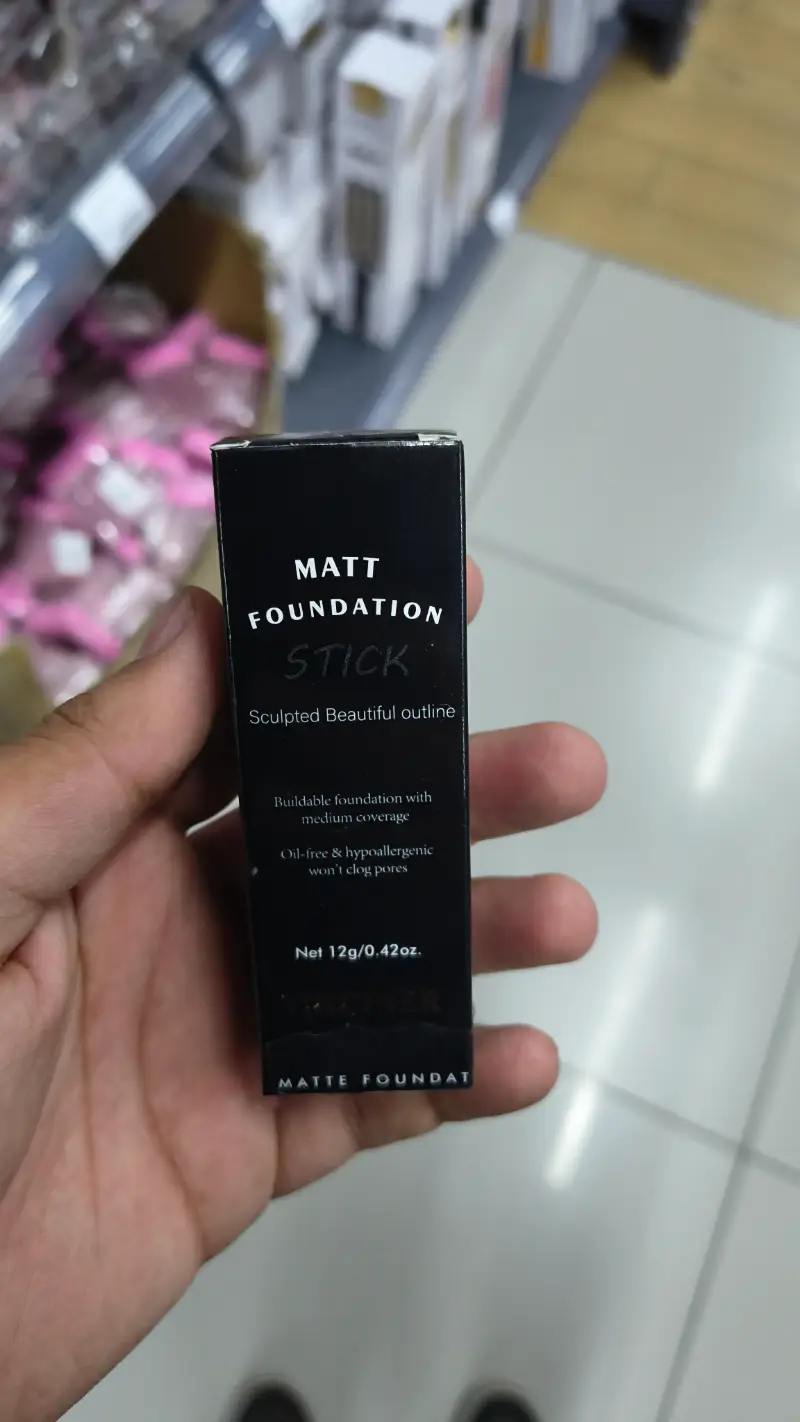 MATT
FOUNDATION
STICK
Sculpted Beautiful outline
Buildable foundation with
medium coverage
Oil-free & hypoallergenic
won't clog pores
Net 12g/0.42oz.
MATTE FOUNDAT